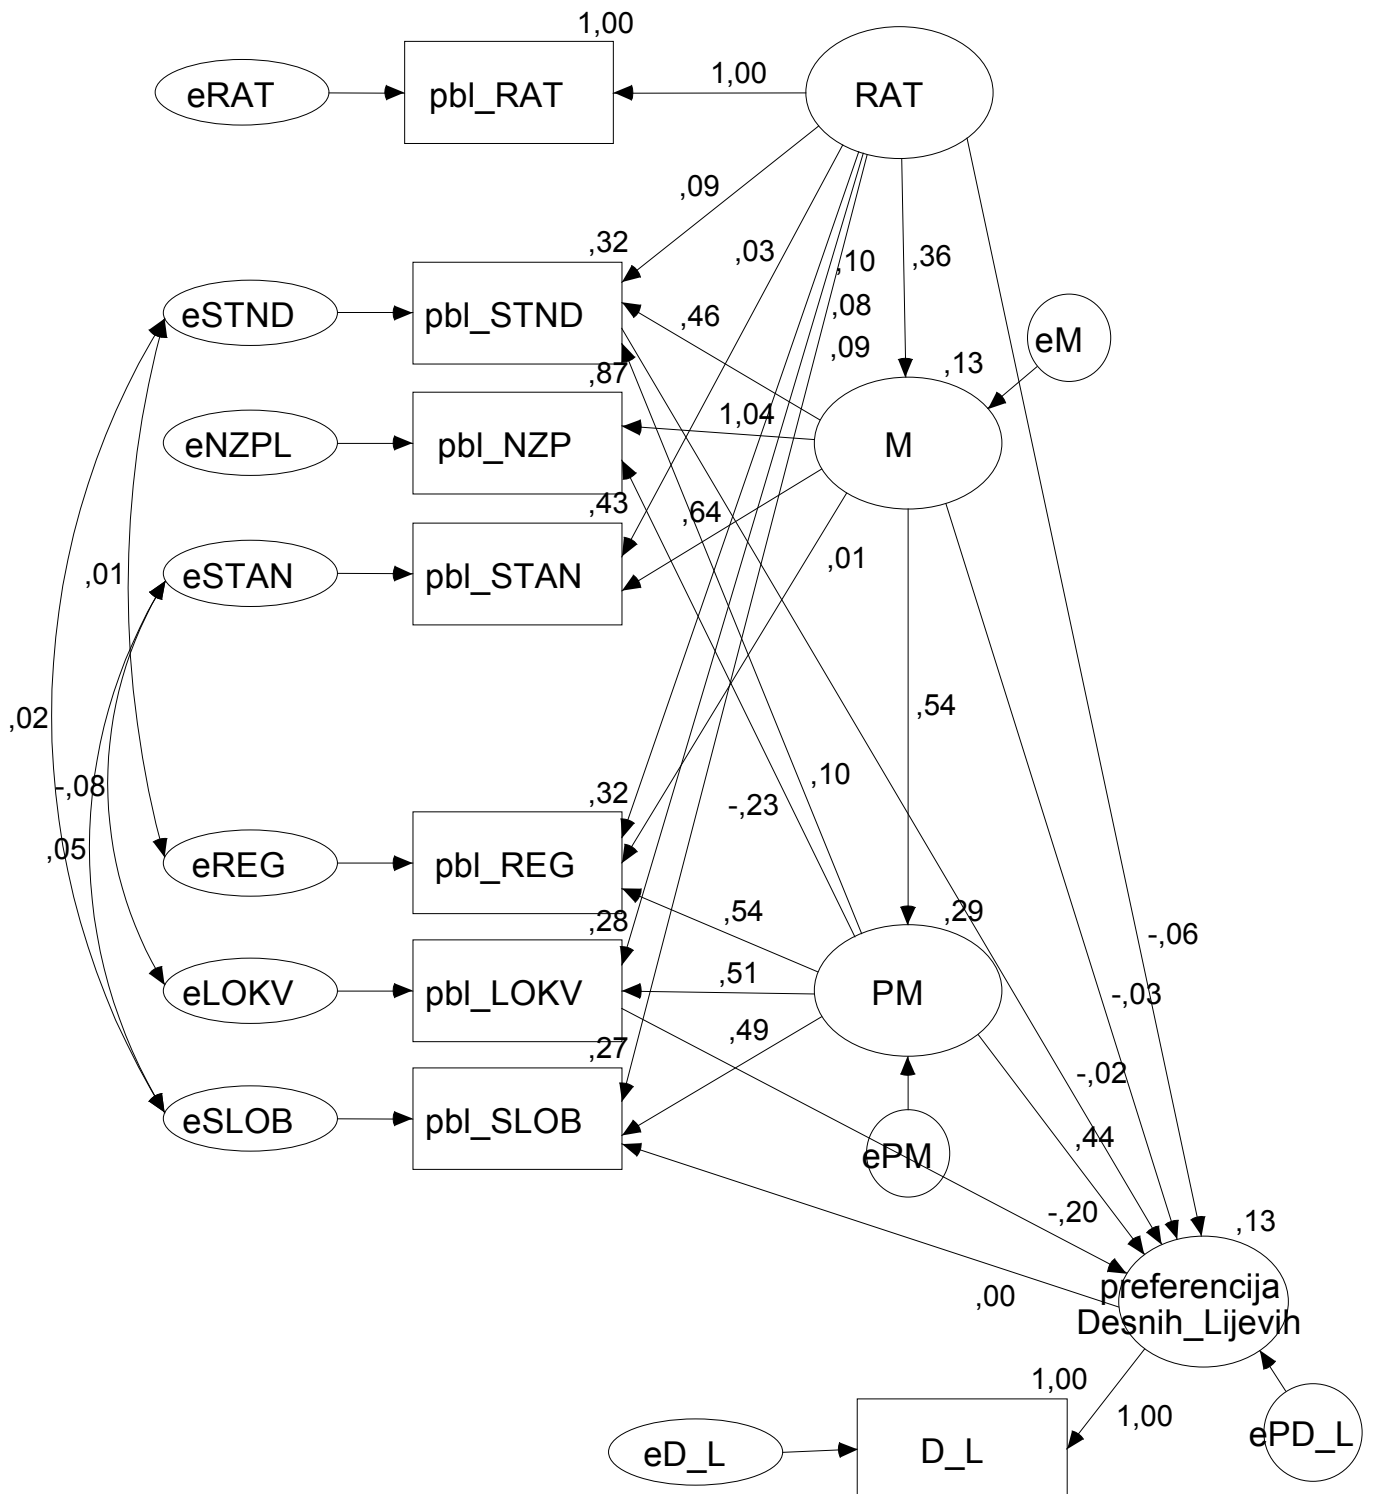 1,00
eRAT
pbl_RAT
1,00
RAT
,09
,32
,03
,10
,36
eSTND
pbl_STND
,46
,08
,09
eM
,87
,13
eNZPL
pbl_NZP
1,04
M
,43
,64
,01
eSTAN
pbl_STAN
,01
,02
,54
-,08
,32
-,23
,10
,05
eREG
pbl_REG
,28
,54
,29
-,06
eLOKV
pbl_LOKV
,51
PM
-,03
,27
,49
-,02
eSLOB
pbl_SLOB
ePM
,44
-,20
,13
,00
preferencija
Desnih_Lijevih
1,00
1,00
eD_L
D_L
ePD_L